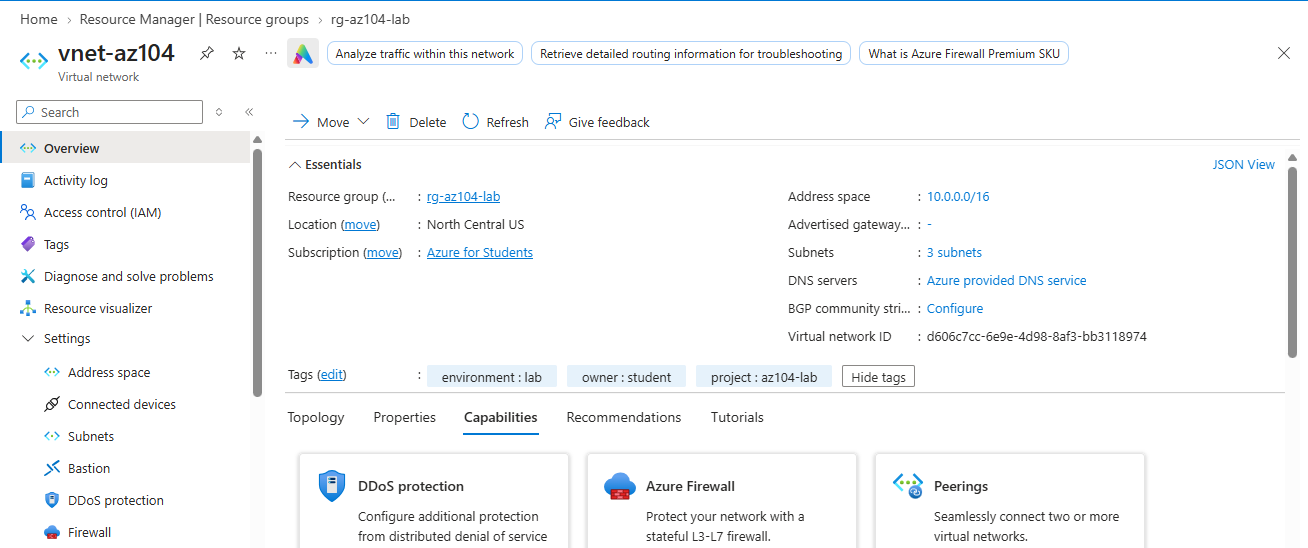 Home > Resource Manager | Resource groups > rg-az104-lab
vnet-az104
Virtual network
Analyze traffic within this network
Retrieve detailed routing information for troubleshooting
What is Azure Firewall Premium SKU
Search
Overview
Activity log
Access control (IAM)
Tags
Diagnose and solve problems
Resource visualizer
Settings
Address space
Connected devices
Subnets
Bastion
DDoS protection
Firewall
Move
Delete
Refresh
Give feedback
Essentials
JSON View
Resource group (... : rg-az104-lab
Location (move) : North Central US
Subscription (move) : Azure for Students
Address space : 10.0.0.0/16
Advertised gateway... : -
Subnets : 3 subnets
DNS servers : Azure provided DNS service
BGP community stri... : Configure
Virtual network ID : d606c7cc-6e9e-4d98-8af3-bb3118974
Tags (edit) : environment : lab owner : student project : az104-lab Hide tags
Topology Properties Capabilities Recommendations Tutorials
DDoS protection
Configure additional protection
from distributed denial of service
Azure Firewall
Protect your network with a
stateful L3-L7 firewall.
Peerings
Seamlessly connect two or more
virtual networks.